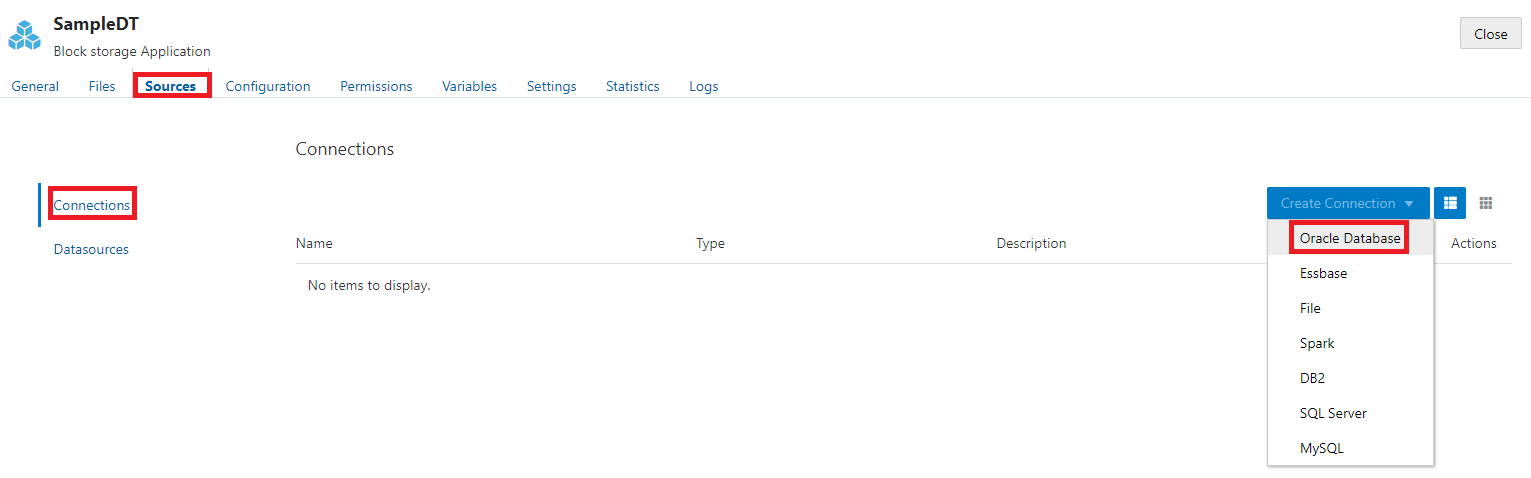 SampleDT
Block storage Application
Close
General Files Sources Configuration Permissions Variables Settings Statistics Logs
Connections
Connections
Datasources
Create Connection
Name Type Description Actions
No items to display.
Oracle Database
Essbase
File
Spark
DB2
SQL Server
MySQL